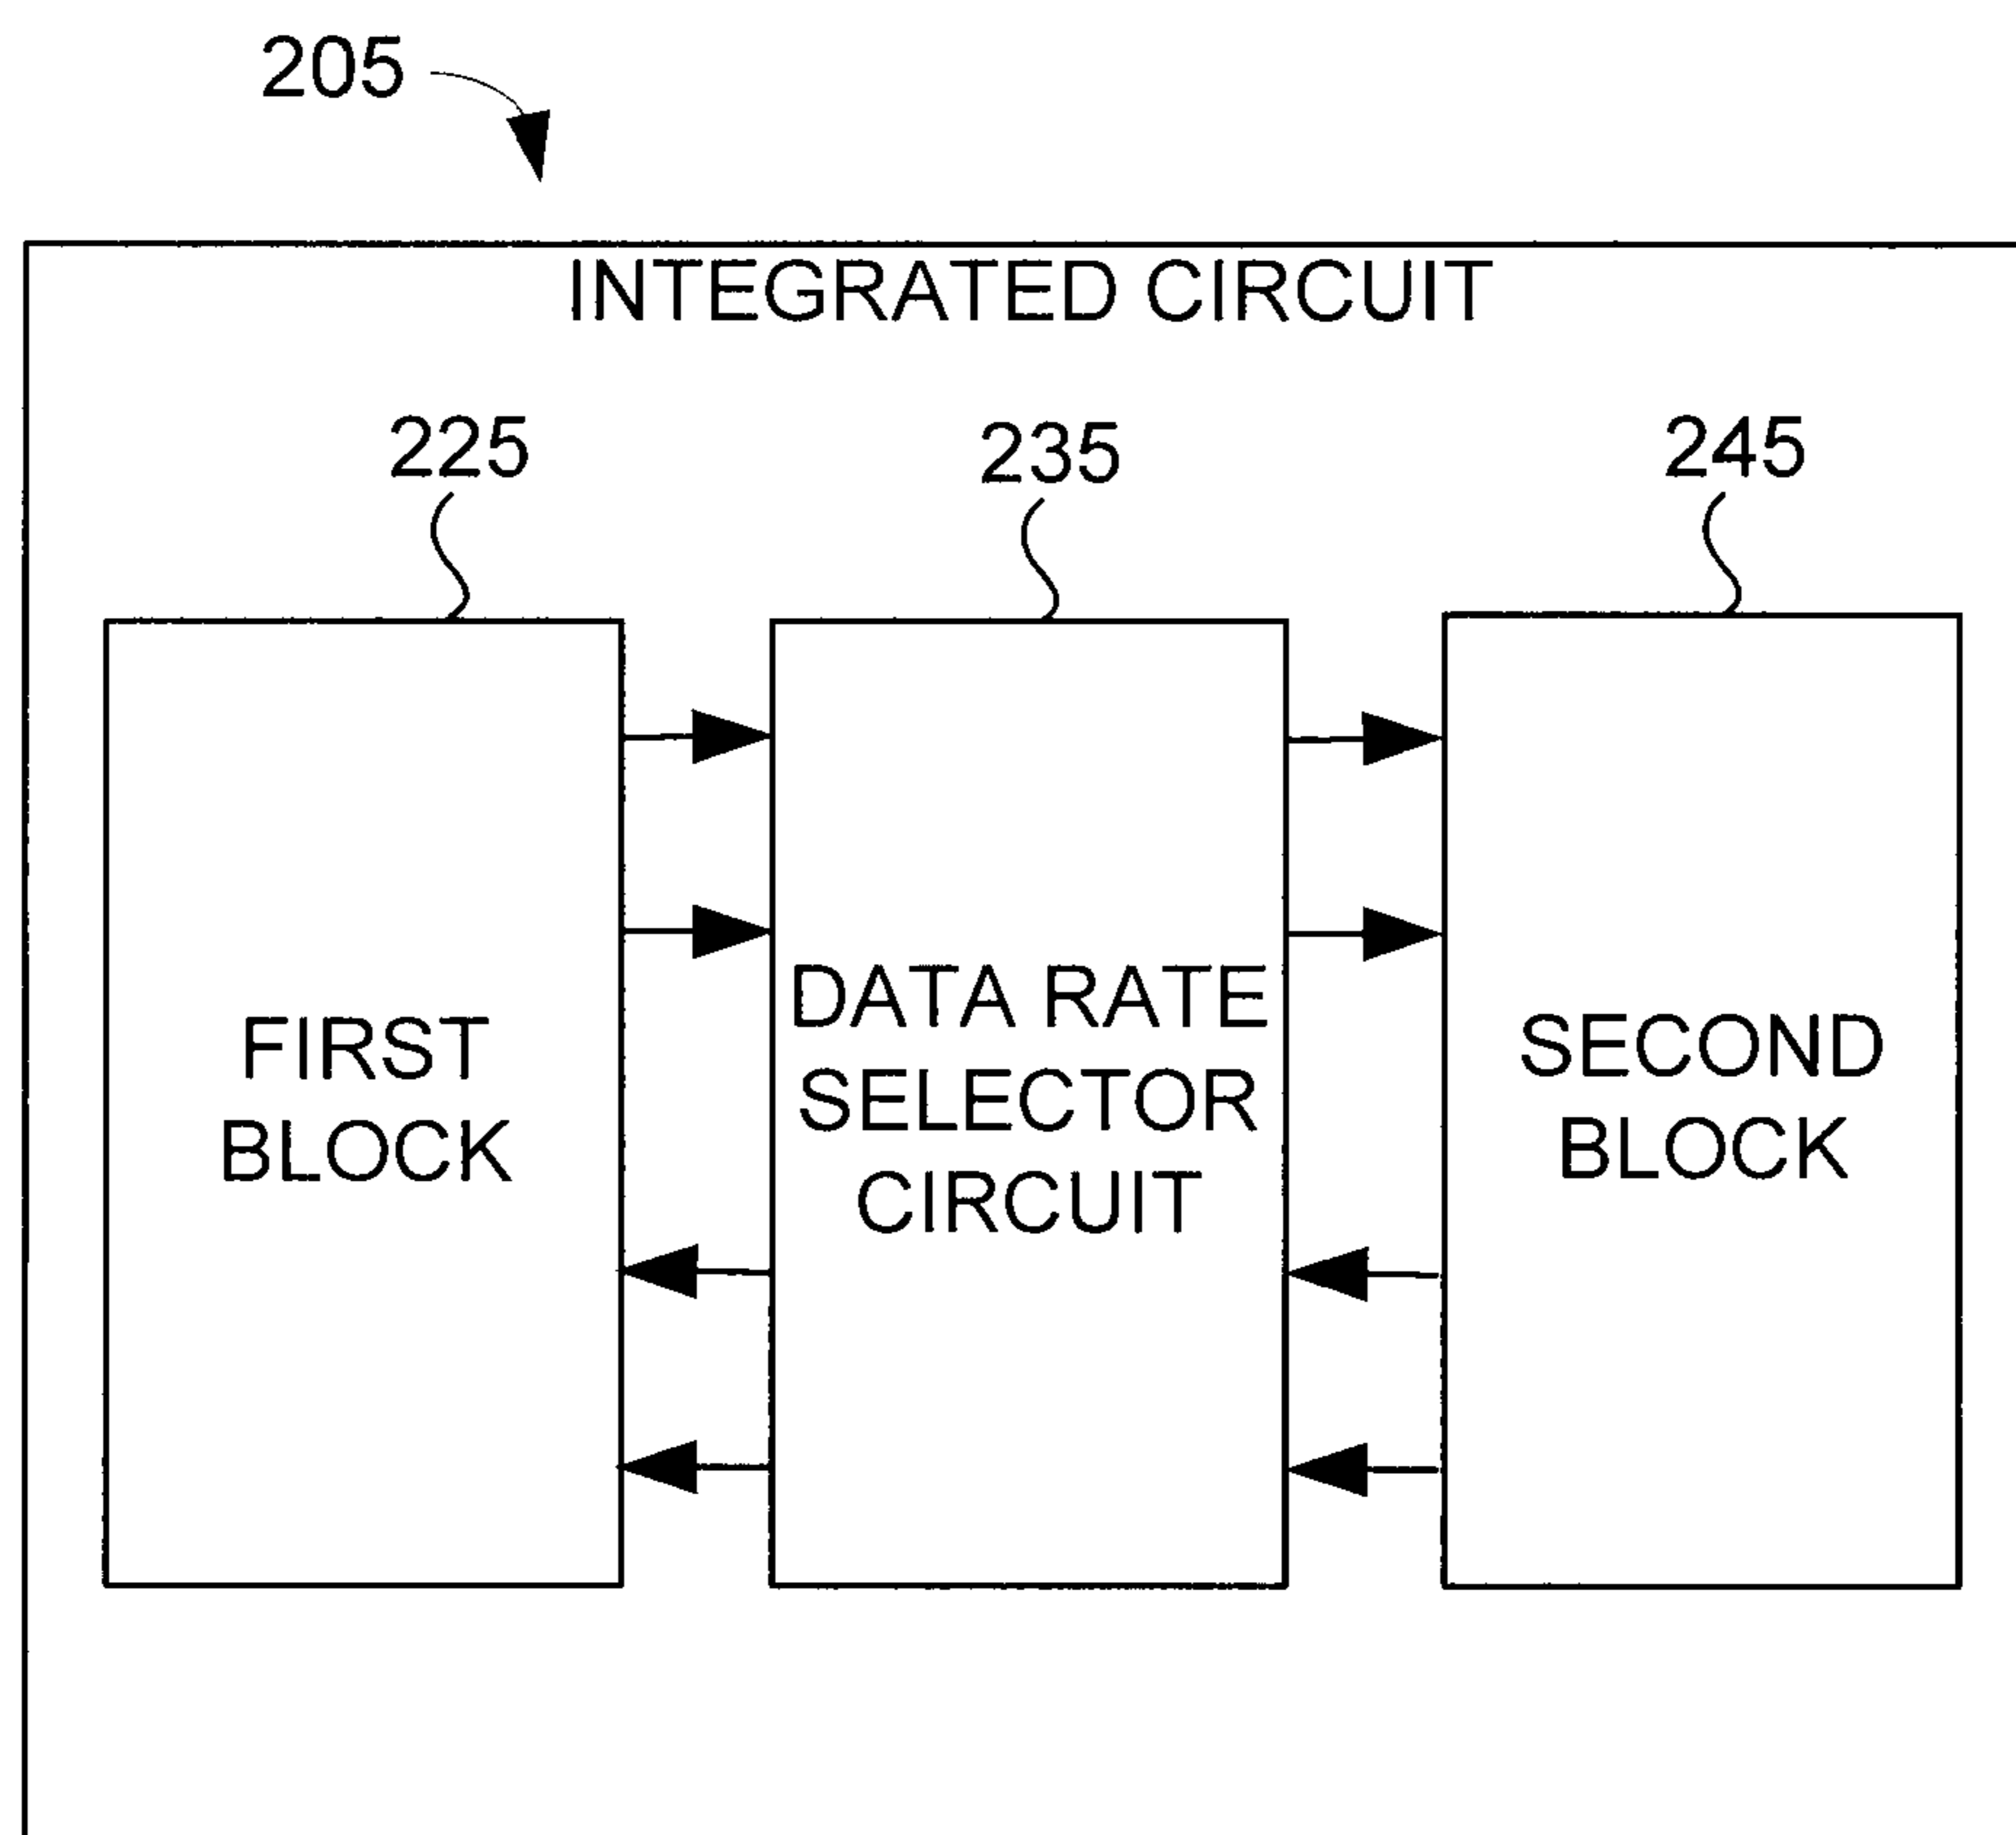 205
INTEGRATED CIRCUIT
225
235
245
FIRST
BLOCK
DATA RATE
SELECTOR
CIRCUIT
SECOND
BLOCK